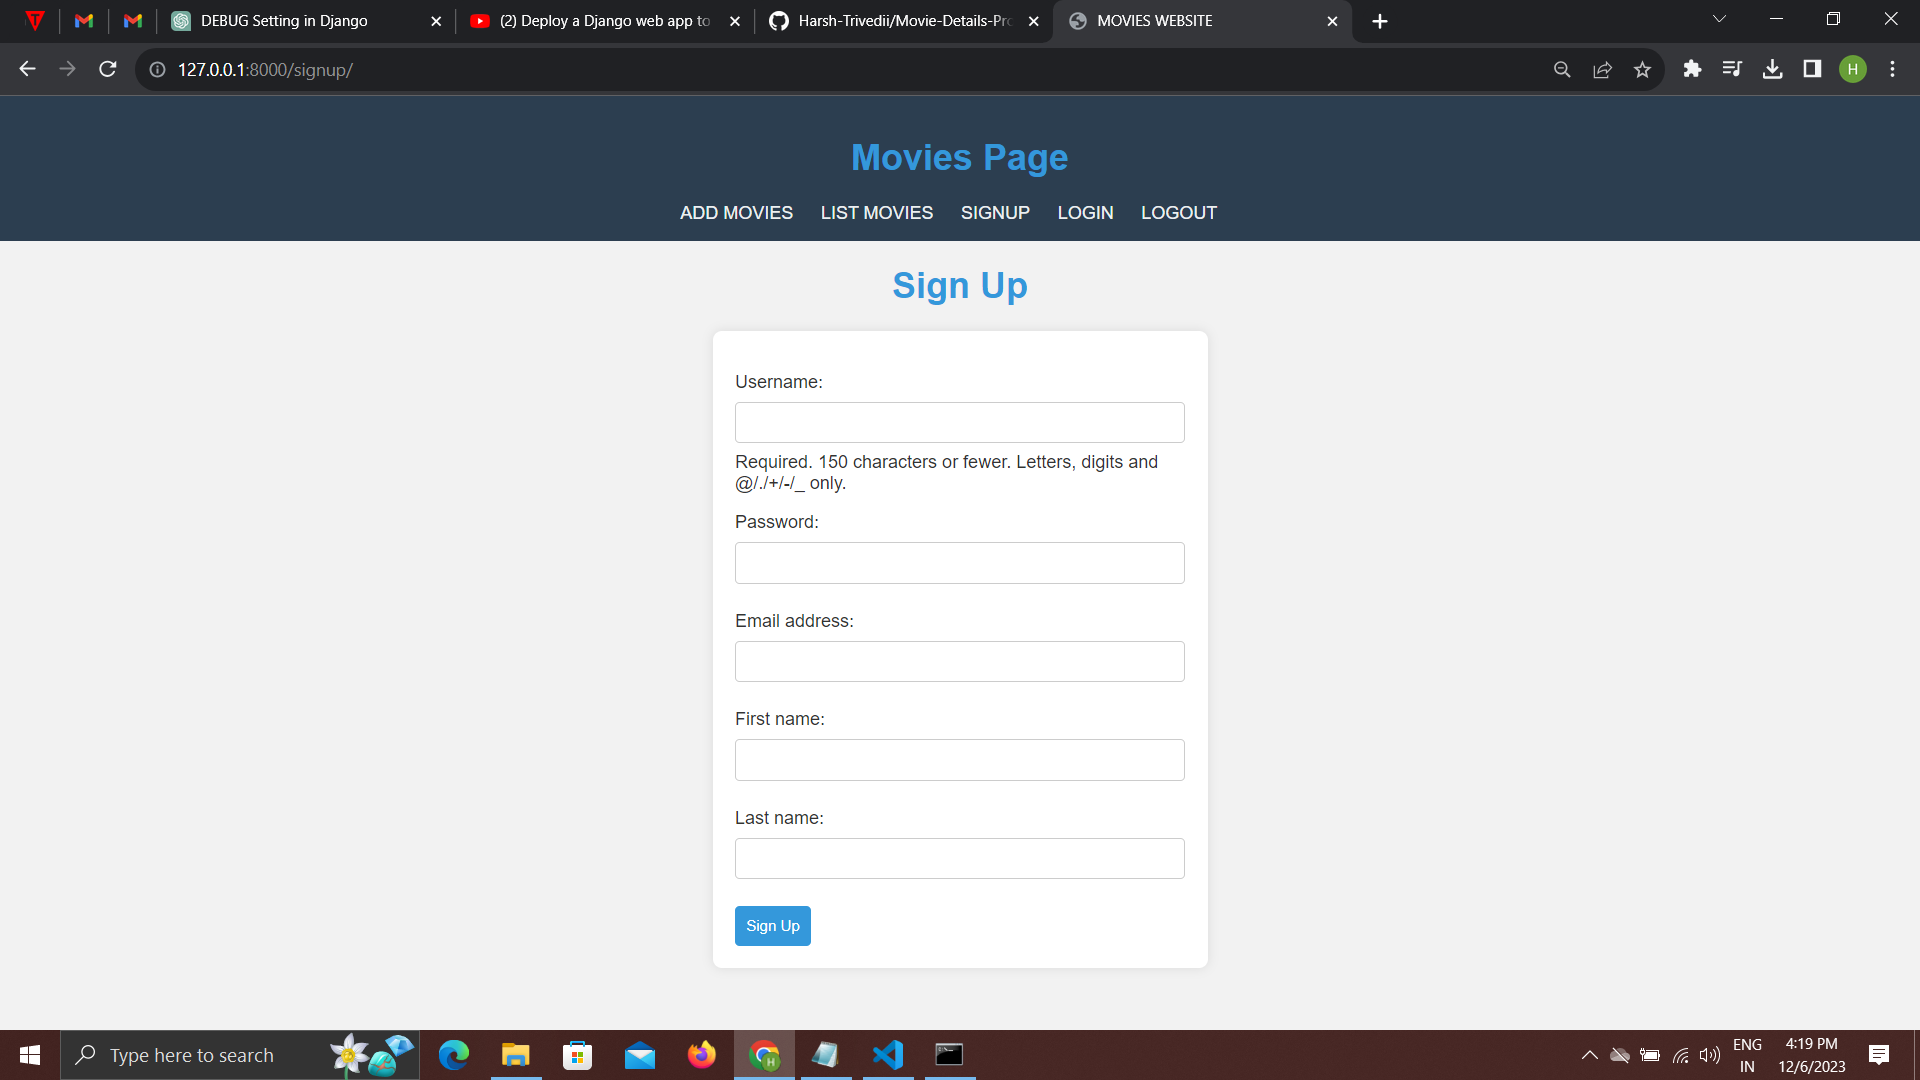 DEBUG Setting in Django
(2) Deploy a Django web app to
Harsh-Trivedii/Movie-Details-Pro
MOVIES WEBSITE
127.0.0.1:8000/signup/
H
Movies Page
ADD MOVIES LIST MOVIES SIGNUP LOGIN LOGOUT
Sign Up
Username:
Required. 150 characters or fewer. Letters, digits and
@/./+/-/_ only.
Password:
Email address:
First name:
Last name:
Sign Up
Type here to search
H
ENG
IN
4:19 PM
12/6/2023